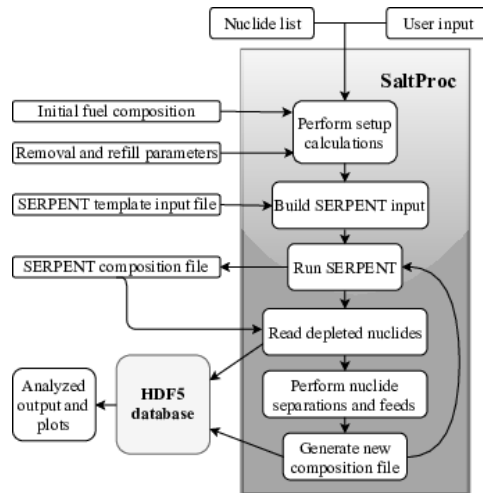 Nuclide list
User input
SaltProc
Initial fuel composition
Perform setup
calculations
Removal and refill parameters
SERPENT template input file
Build SERPENT input
SERPENT composition file
Run SERPENT
Read depleted nuclides
Analyzed
output and
plots
HDF5
database
Perform nuclide
separations and feeds
Generate new
composition file